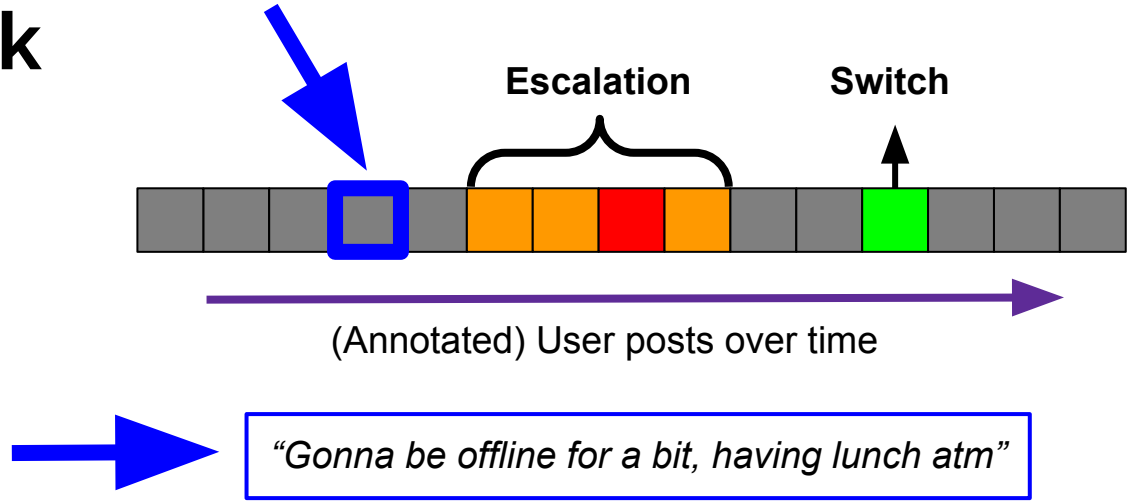 k
Escalation
Switch
(Annotated) User posts over time
“Gonna be offline for a bit, having lunch atm”